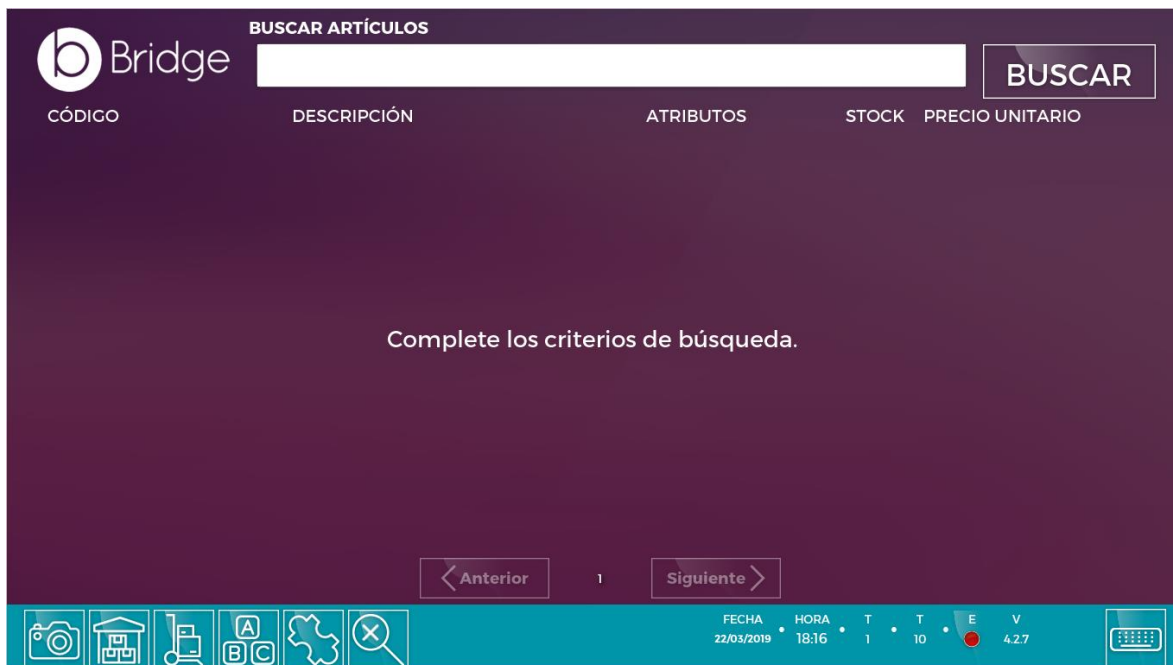 BUSCAR ARTÍCULOS
b Bridge
BUSCAR
CÓDIGO DESCRIPCIÓN ATRIBUTOS STOCK PRECIO UNITARIO
Complete los criterios de búsqueda.
Anterior 1 Siguiente
A
B C
FECHA HORA T T E V
22/03/2019 18:16 1 10 4.2.7